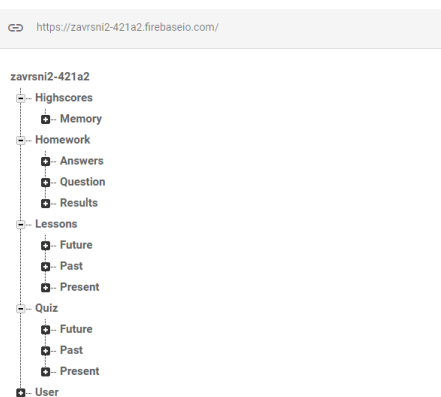 https://zavrsni2-421a2.firebaseio.com/
zavrsni2-421a2
Highscores
Memory
Homework
Answers
Question
Results
Lessons
Future
Past
Present
Quiz
Future
Past
Present
User